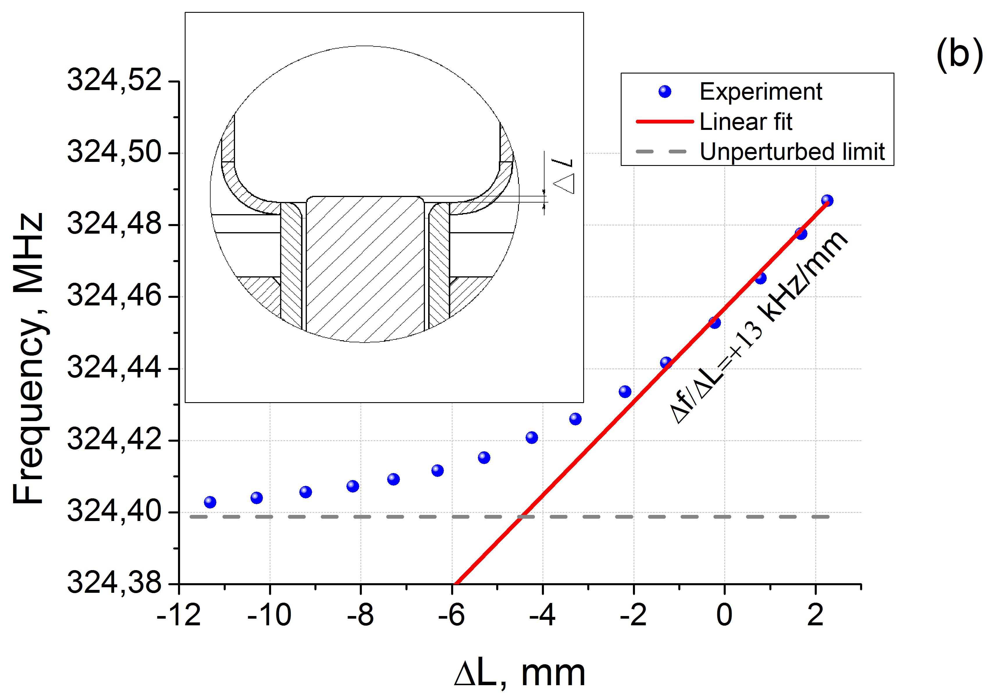 (b)
Experiment
Linear fit
Unperturbed limit
ΔL
Δf/ΔL=+13 kHz/mm
Frequency, MHz
324,52
324,50
324,48
324,46
324,44
324,42
324,40
324,38
-12
-10
-8
-6
-4
-2
0
2
ΔL, mm